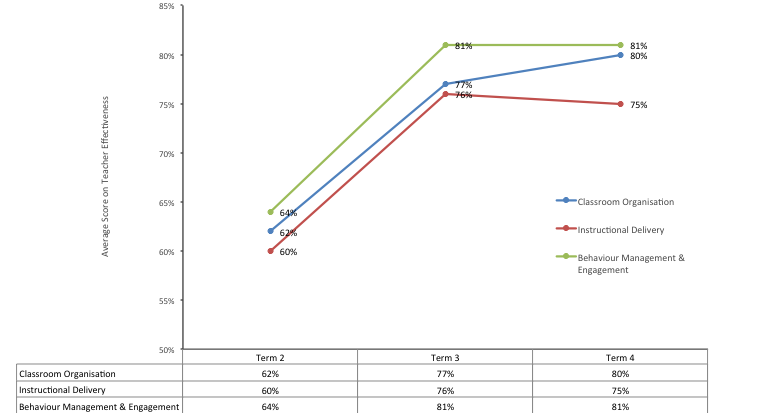 85%
80%
75%
70%
65%
60%
55%
50%
Average Score on Teacher Effectiveness
64%
62%
60%
81%
77%
76%
81%
80%
75%
Classroom Organisation
Instructional Delivery
Behaviour Management &
Engagement
Term 2 Term 3 Term 4
Classroom Organisation 62% 77% 80%
Instructional Delivery 60% 76% 75%
Behaviour Management & Engagement 64% 81% 81%